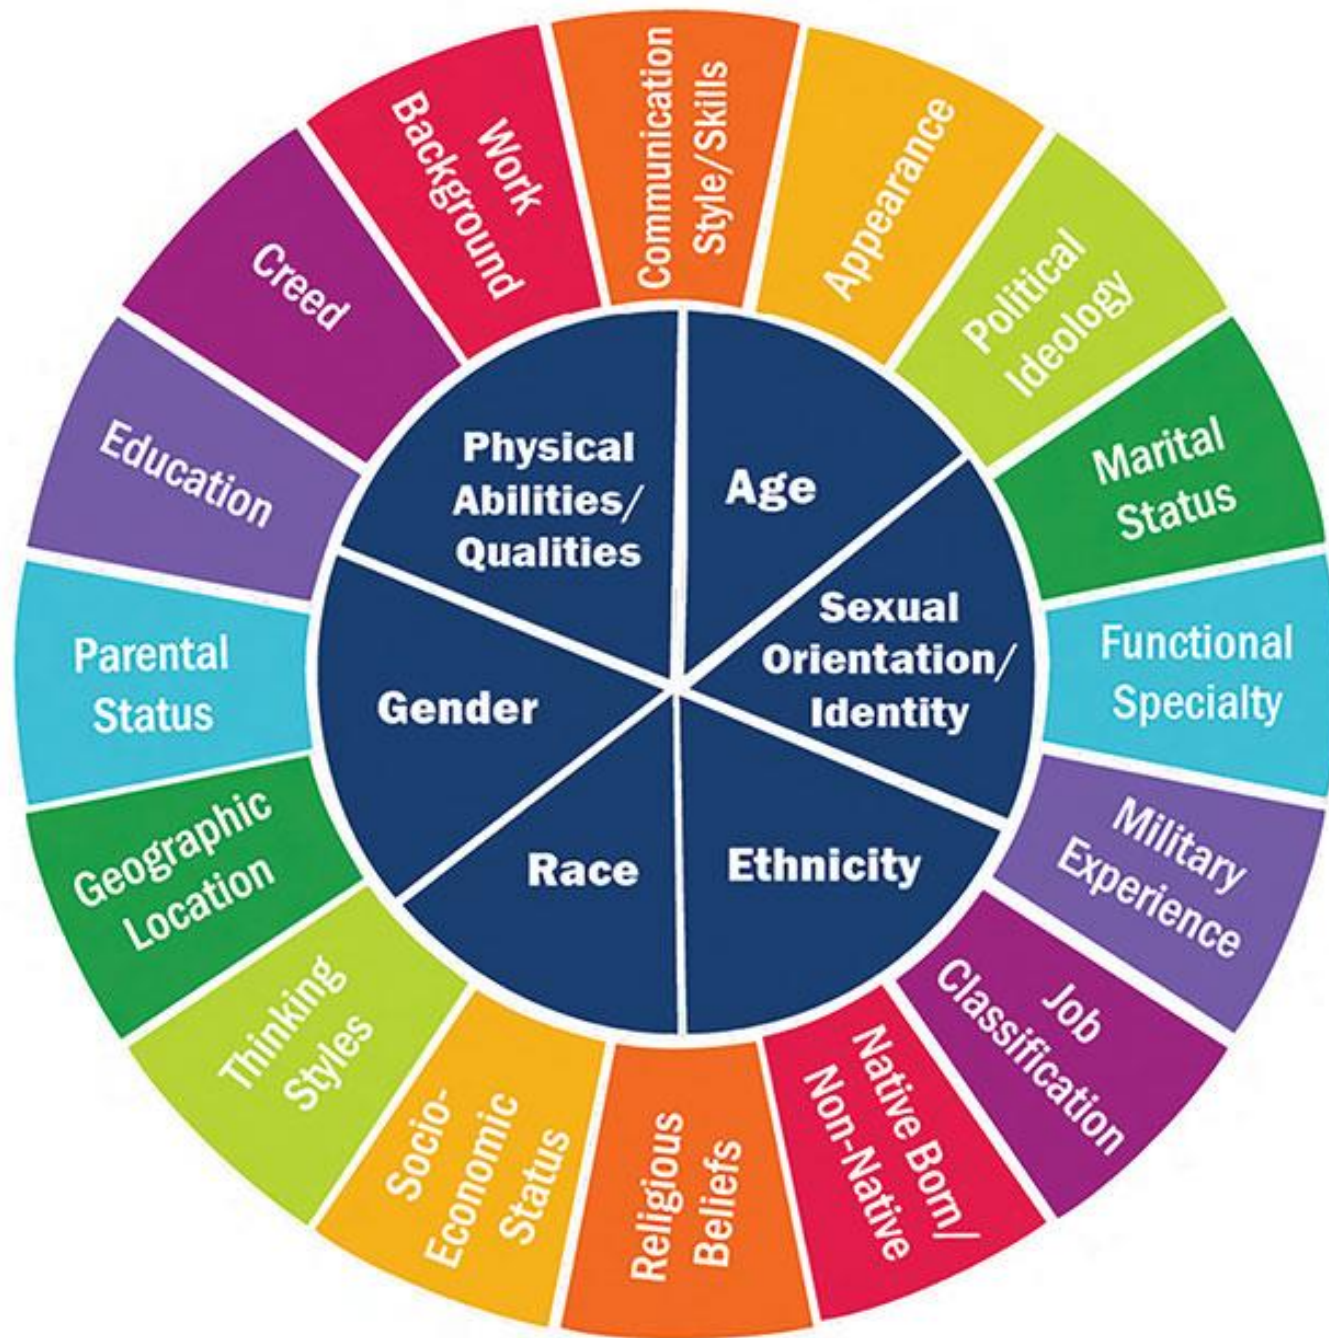 Communication
Style/Skills
Appearance
Political
Ideology
Marital
Status
Functional
Specialty
Military
Experience
Job
Classification
Native Born/
Non-Native
Religious
Beliefs
Socio-
Economic
Status
Thinking
Styles
Geographic
Location
Parental
Status
Education
Creed
Work
Background
Age
Sexual
Orientation/
Identity
Ethnicity
Race
Gender
Physical
Abilities/
Qualities